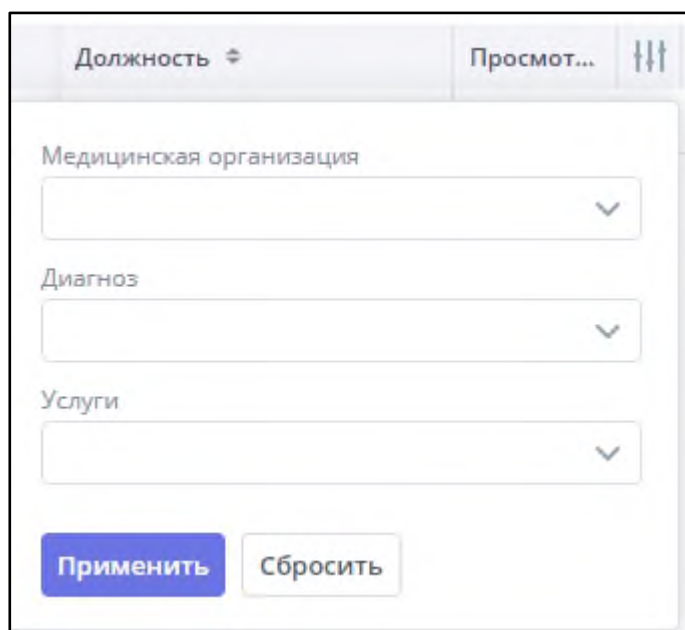 Должность Просмот...
Медицинская организация
Диагноз
Услуги
Применить Сбросить